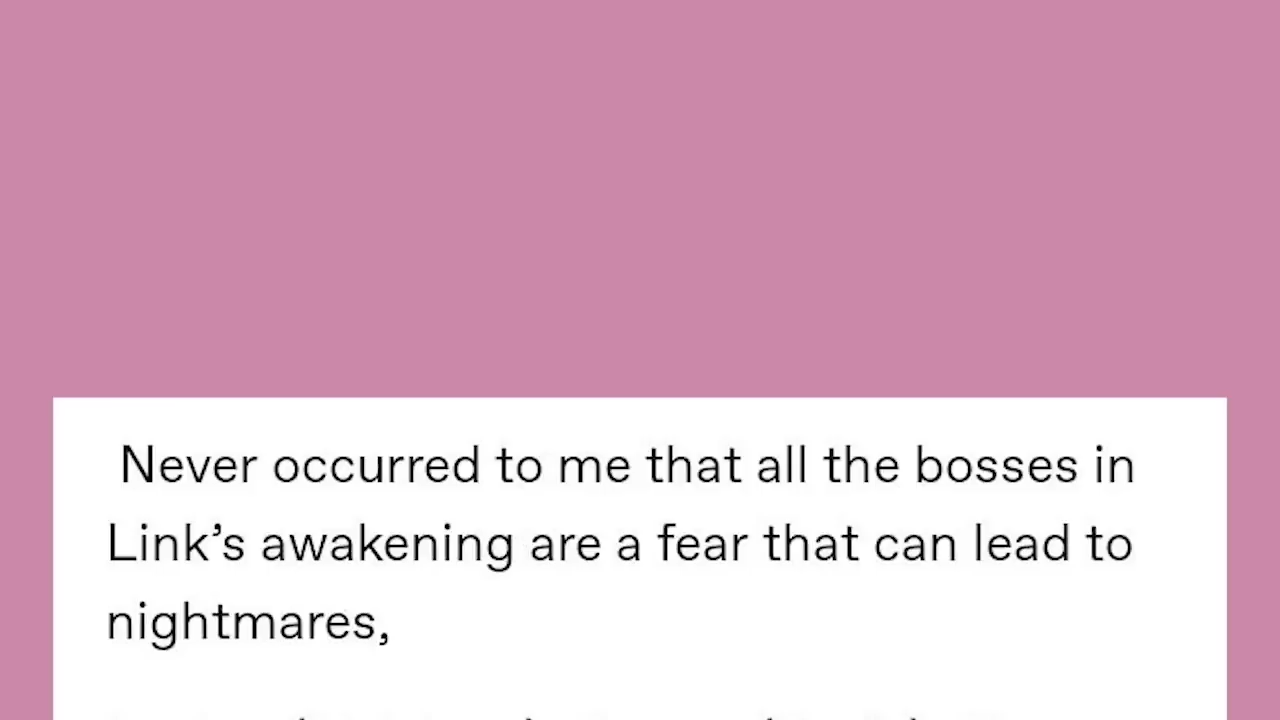 Never occurred to me that all the bosses in
Link’s awakening are a fear that can lead to
nightmares,